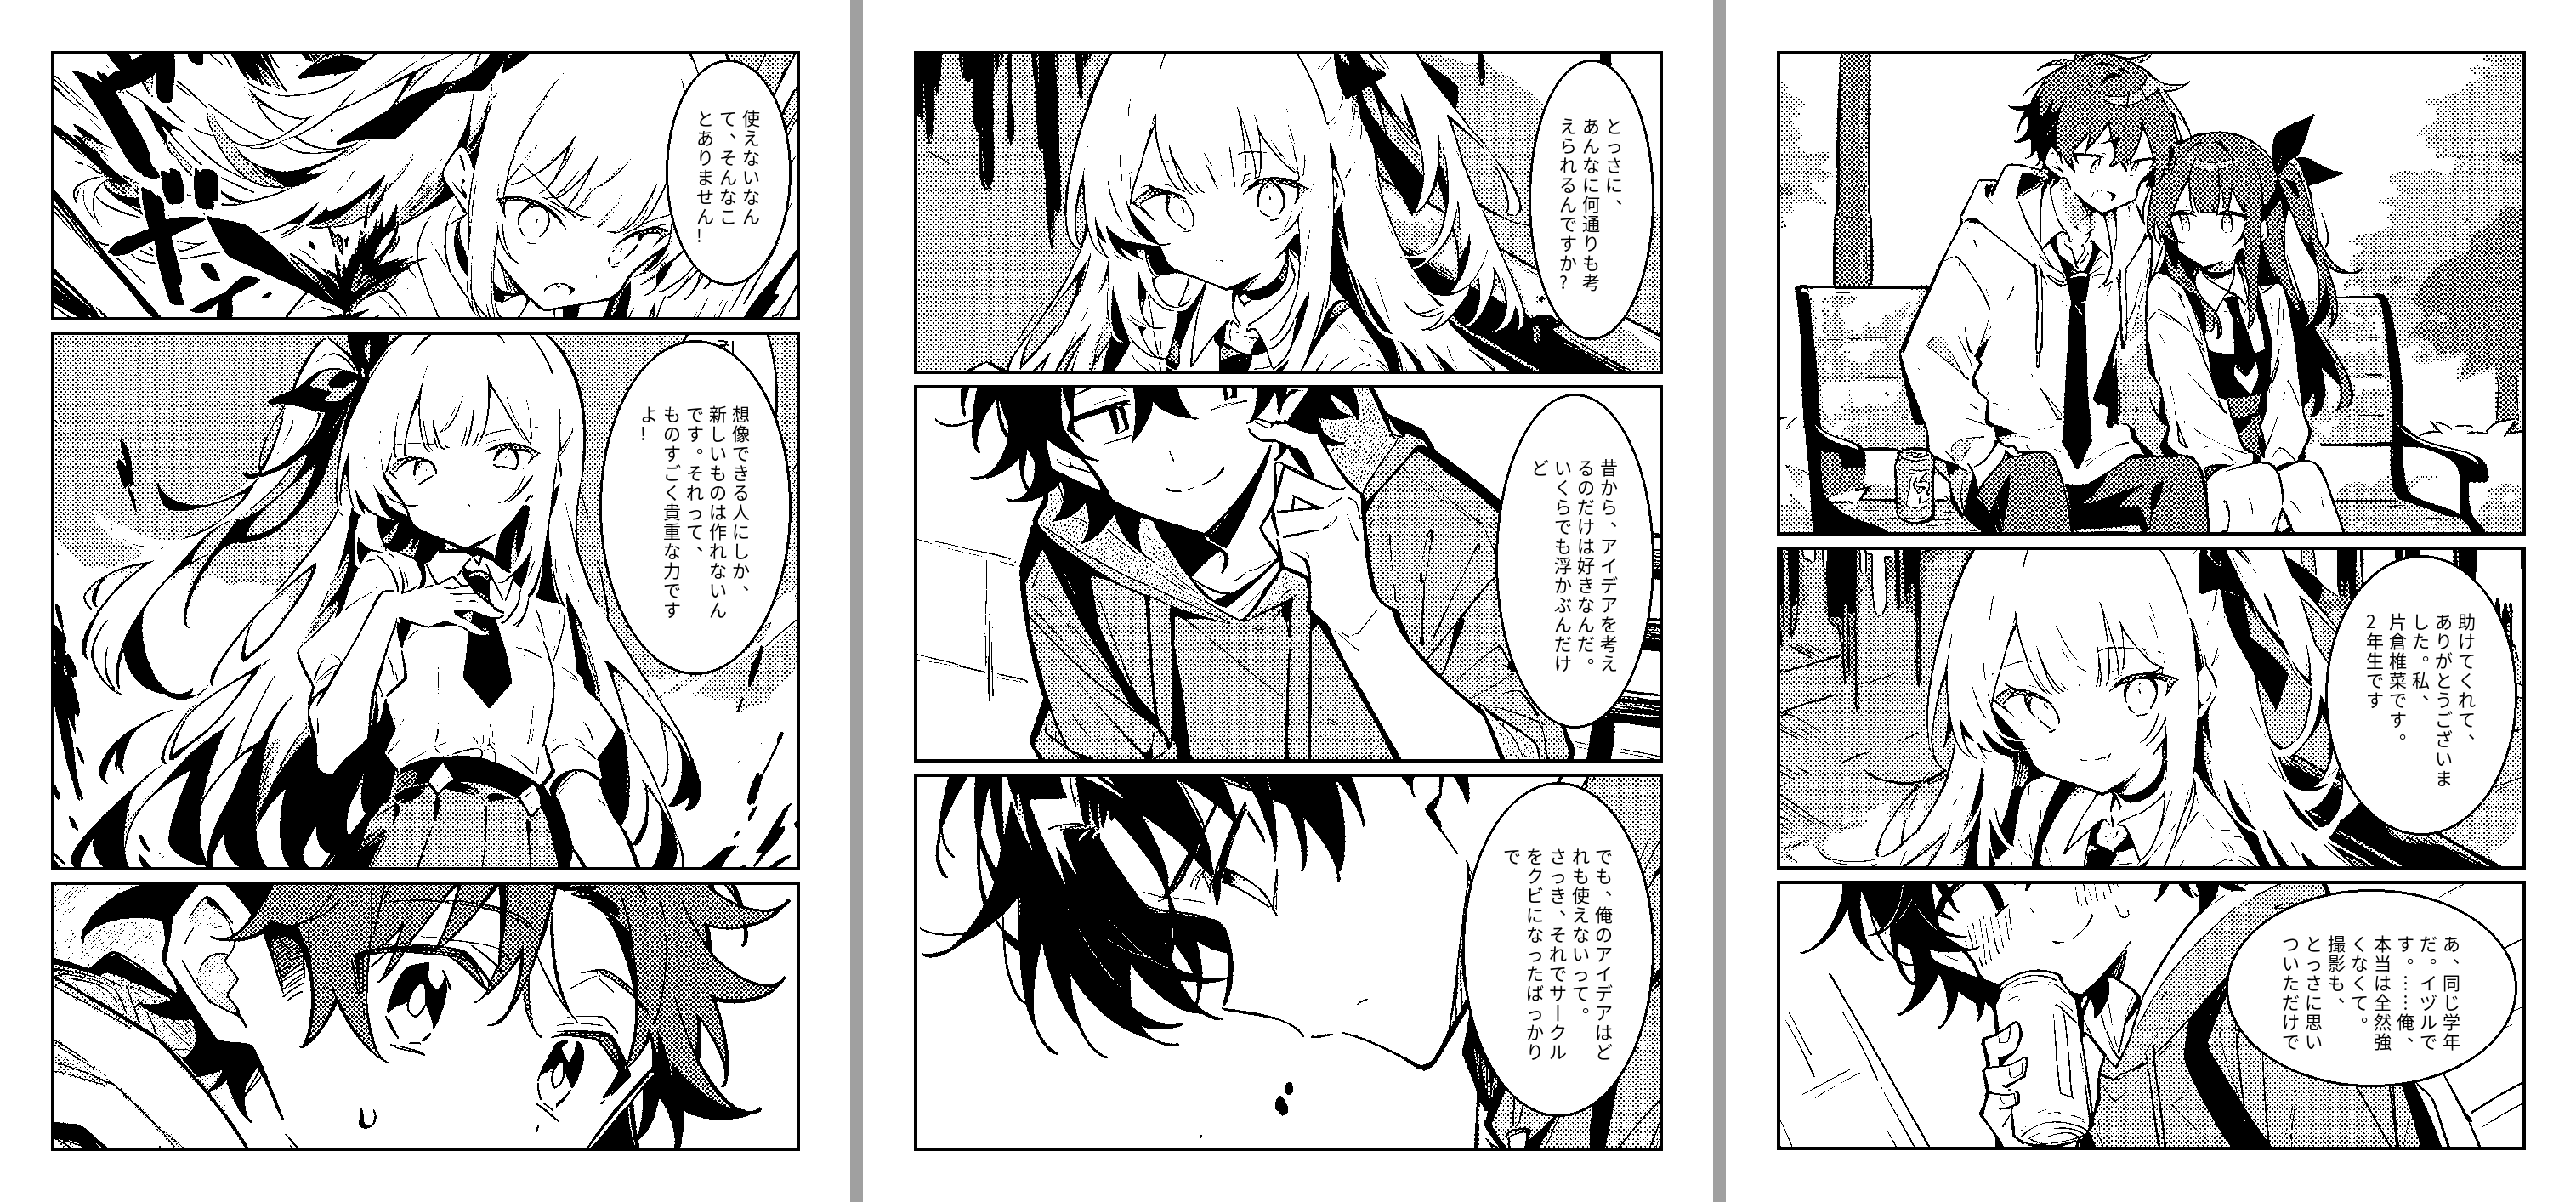 助けてくれて、
ありがとうございま
した。私、
片倉椎菜です。
2年生です
あ、同じ学年
だ。イヅルで
す。……俺、
本当は全然強
くなくて。
撮影も、
とっさに思い
ついただけで
とっさに、
あんなに何通りも考
えられるんですか?
昔から、アイデアを考え
るのだけは好きなんだ。
いくらでも浮かぶんだけ
ど
でも、俺のアイデアはど
れも使えないって。
さっき、それでサークル
をクビになったばっかり
で
使えないなん
て、そんなこ
とありません!
想像できる人にしか、
新しいものは作れないん
です。それって、
ものすごく貴重な力です
よ!